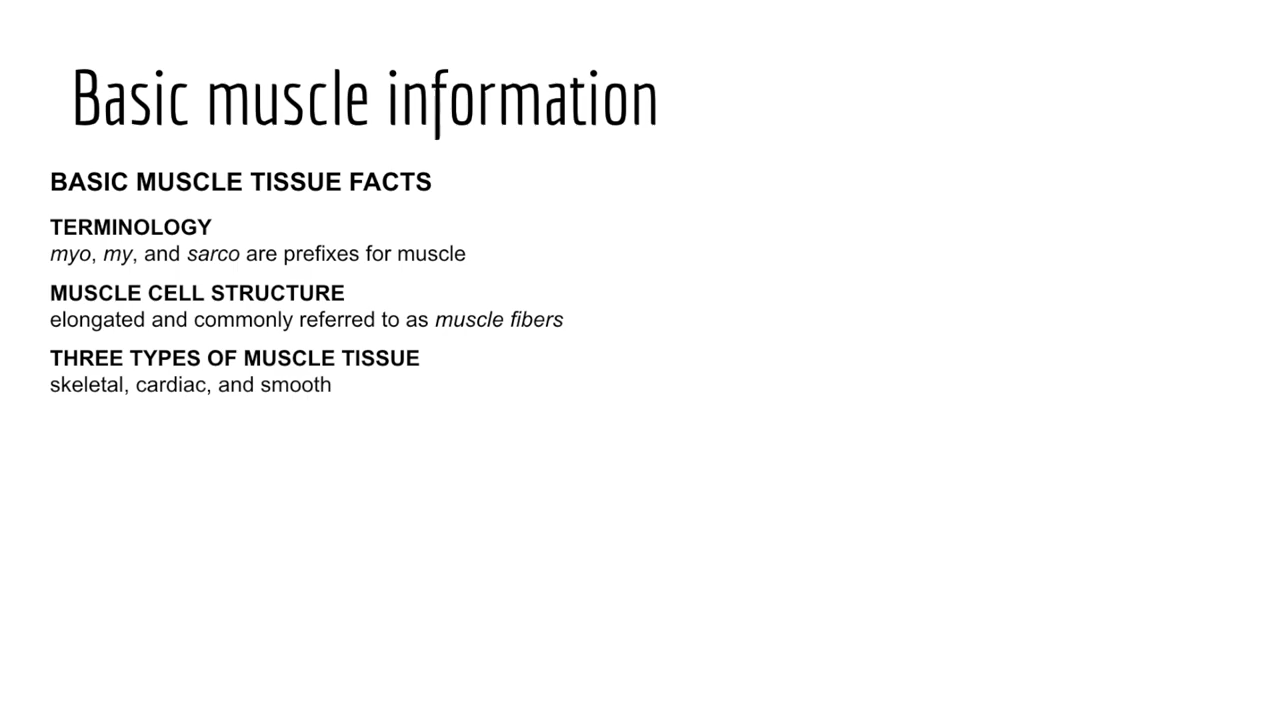 Basic muscle information
BASIC MUSCLE TISSUE FACTS
TERMINOLOGY
myo, my, and sarco are prefixes for muscle
MUSCLE CELL STRUCTURE
elongated and commonly referred to as muscle fibers
THREE TYPES OF MUSCLE TISSUE
skeletal, cardiac, and smooth